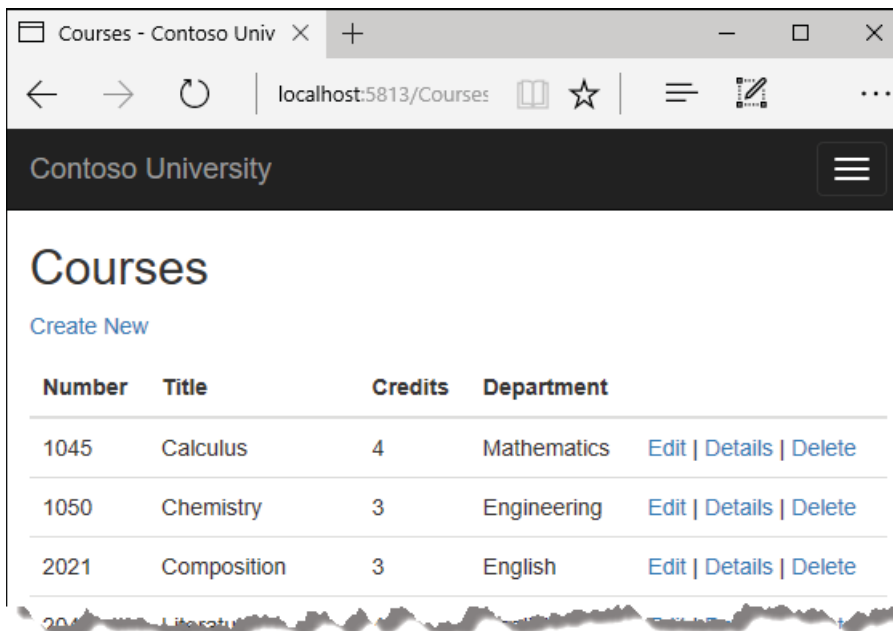 Courses - Contoso Univ
localhost:5813/Courses
Contoso University
Courses
Create New
Number Title Credits Department
1045 Calculus 4 Mathematics Edit | Details | Delete
1050 Chemistry 3 Engineering Edit | Details | Delete
2021 Composition 3 English Edit | Details | Delete